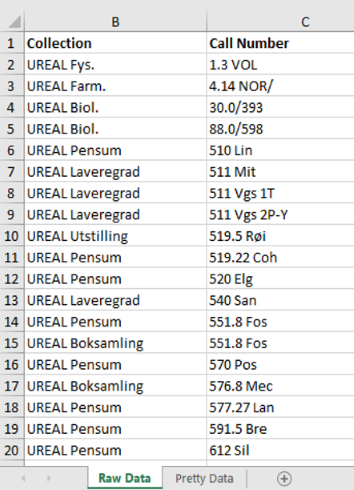 B C
1 Collection Call Number
2 UREAL Fys. 1.3 VOL
3 UREAL Farm. 4.14 NOR/
4 UREAL Biol. 30.0/393
5 UREAL Biol. 88.0/598
6 UREAL Pensum 510 Lin
7 UREAL Laveregrad 511 Mit
8 UREAL Laveregrad 511 Vgs 1T
9 UREAL Laveregrad 511 Vgs 2P-Y
10 UREAL Utstilling 519.5 Røi
11 UREAL Pensum 519.22 Coh
12 UREAL Pensum 520 Elg
13 UREAL Laveregrad 540 San
14 UREAL Pensum 551.8 Fos
15 UREAL Boksamling 551.8 Fos
16 UREAL Pensum 570 Pos
17 UREAL Boksamling 576.8 Mec
18 UREAL Pensum 577.27 Lan
19 UREAL Pensum 591.5 Bre
20 UREAL Pensum 612 Sil
Raw Data Pretty Data